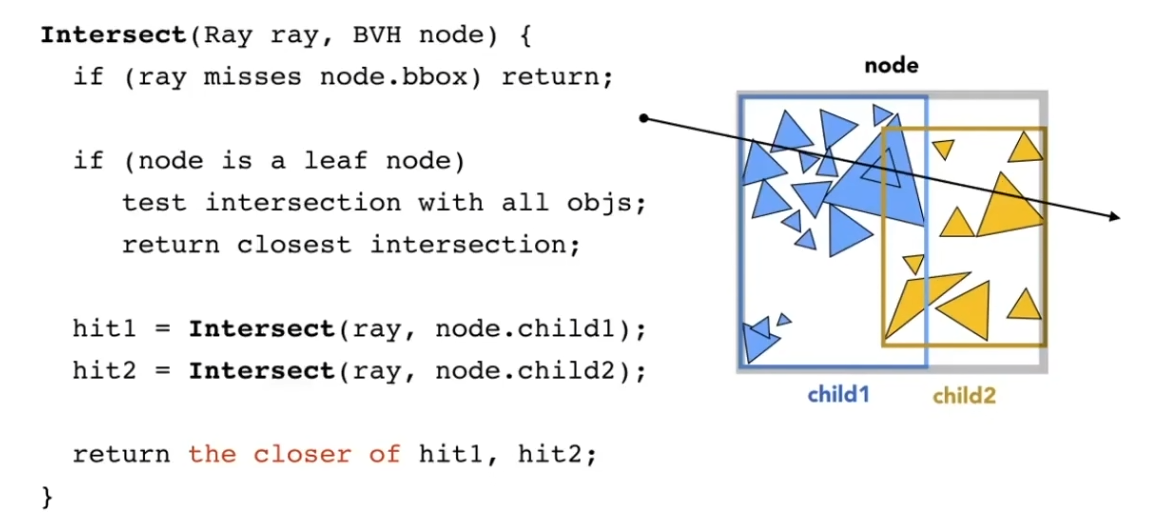 Intersect(Ray ray, BVH node) {
if (ray misses node.bbox) return;
if (node is a leaf node)
test intersection with all objs;
return closest intersection;
hit1 = Intersect(ray, node.child1);
hit2 = Intersect(ray, node.child2);
return the closer of hit1, hit2;
}
node
child1
child2